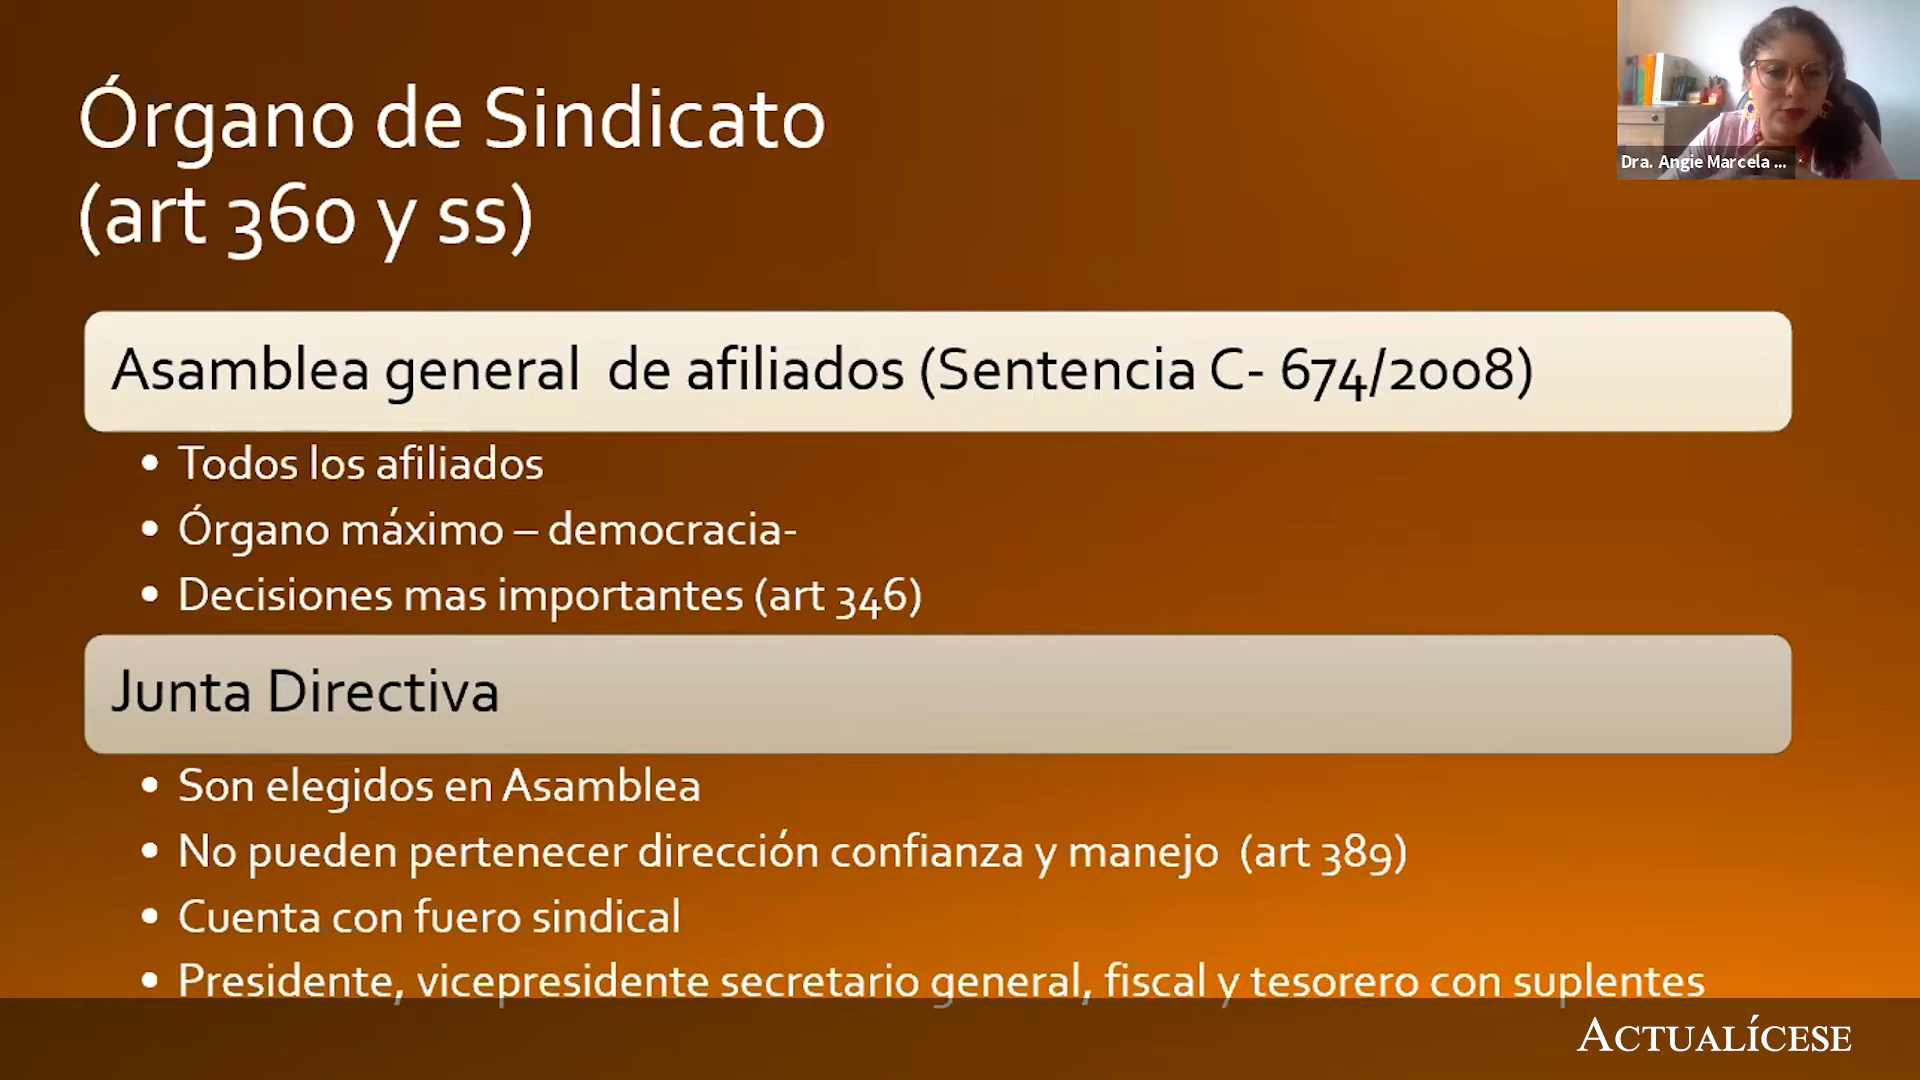 Órgano de Sindicato
(art 360 y ss)
Dra. Angie Marcela ...
Asamblea general de afiliados (Sentencia C- 674/2008)
• Todos los afiliados
• Órgano máximo – democracia-
• Decisiones mas importantes (art 346)
Junta Directiva
• Son elegidos en Asamblea
• No pueden pertenecer dirección confianza y manejo (art 389)
• Cuenta con fuero sindical
• Presidente, vicepresidente secretario general, fiscal y tesorero con suplentes
ACTUALÍCESE